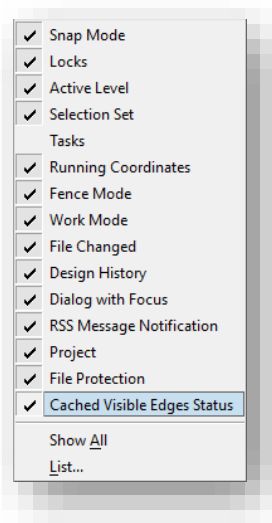 Snap Mode
Locks
Active Level
Selection Set
Tasks
Running Coordinates
Fence Mode
Work Mode
File Changed
Design History
Dialog with Focus
RSS Message Notification
Project
File Protection
Cached Visible Edges Status
Show All
List...